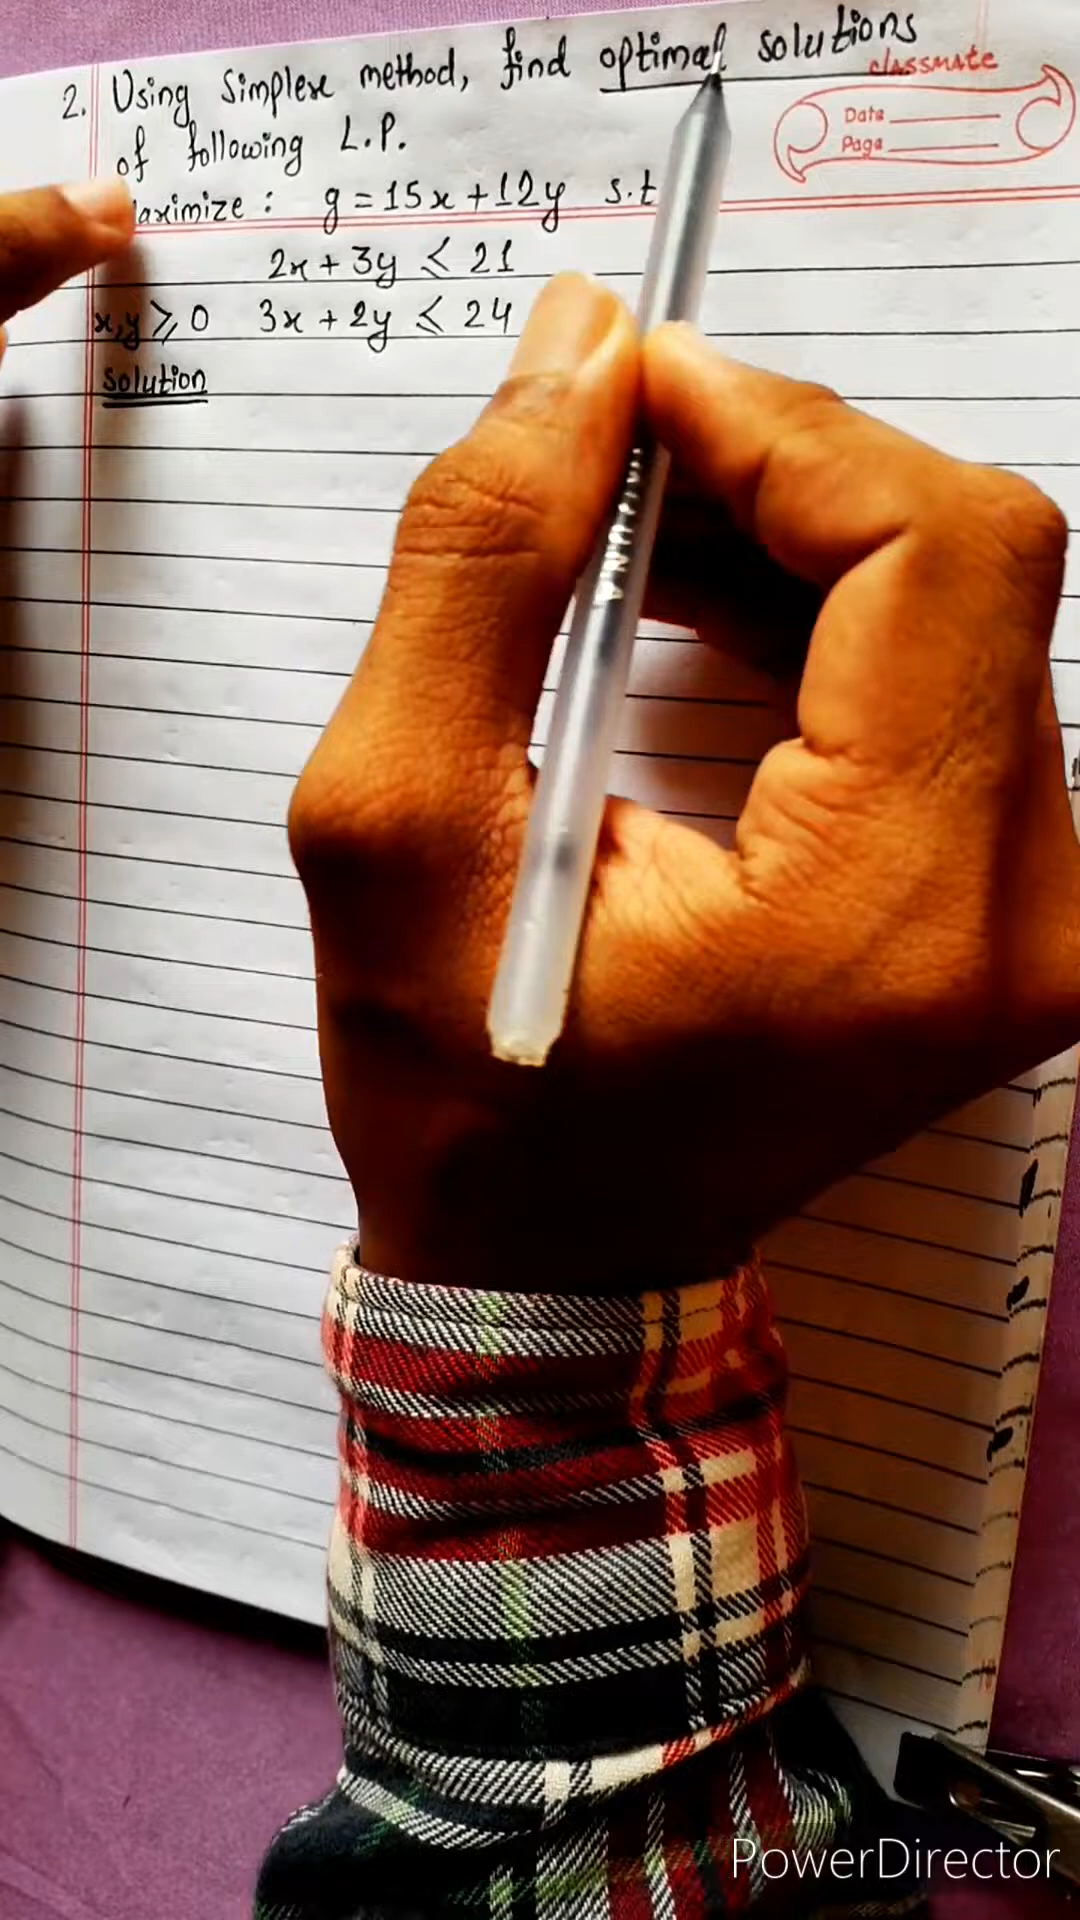 2. Using Simplex method, find optimal solutions
classmate
Date
Page
of following L.P.
aximize : g = 15x + 12y s.t
2x + 3y ⩽ 21
x,y ⩾ 0 3x + 2y ⩽ 24
Solution
PowerDirector